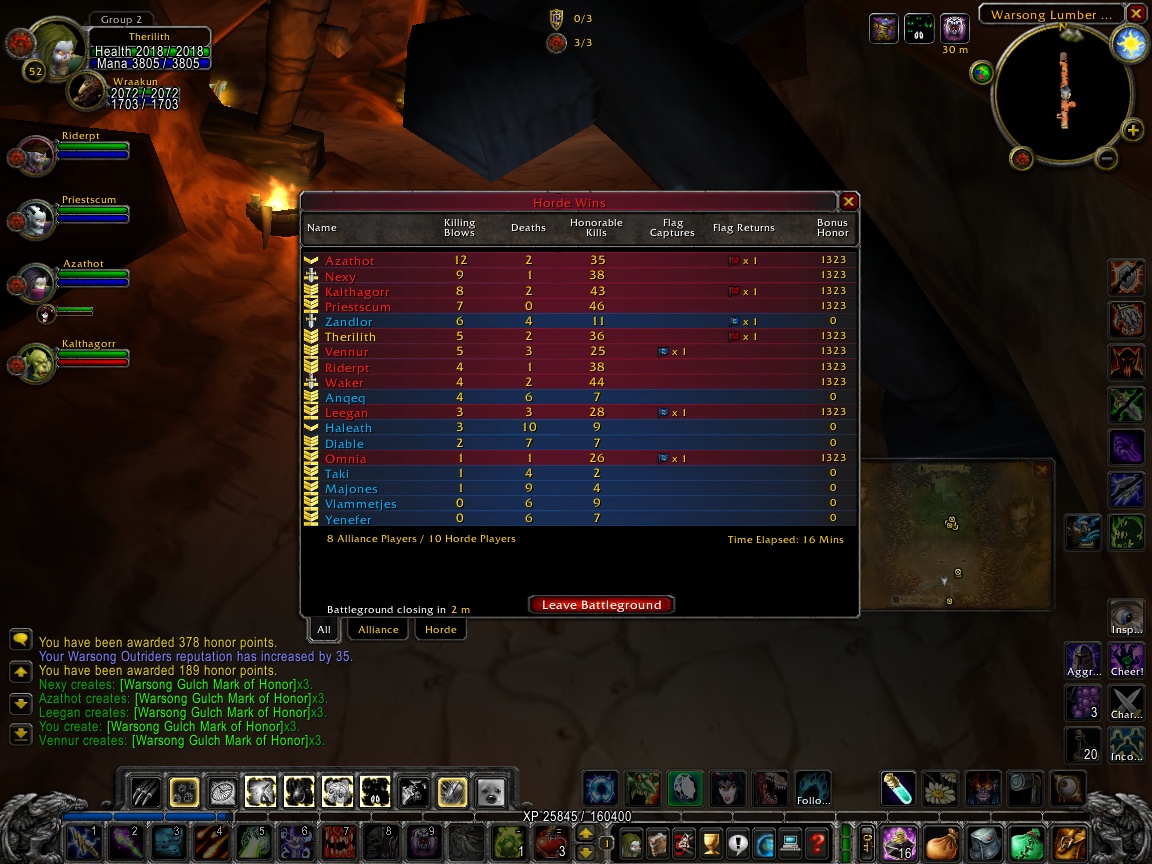 Group 2
Therilith
Health 2018 / 2018
Mana 3805 / 3805
52
Wraakun
2072 / 2072
1703 / 1703
0/3
3/3
30 m
Warsong Lumber ...
N
Riderpt
Priestscum
Azathot
Kalthagorr
Horde Wins
Name Killing Blows Deaths Honorable Kills Flag Captures Flag Returns Bonus Honor
Azathot 12 2 35 x 1 1323
Nexy 9 1 38 1323
Kalthagorr 8 2 43 x 1 1323
Priestscum 7 0 46 1323
Zandlor 6 4 11 x 1 0
Therilith 5 2 36 x 1 1323
Vennur 5 3 25 x 1 1323
Riderpt 4 1 38 1323
Waker 4 2 44 1323
Anqeq 4 6 7 0
Leegan 3 3 28 x 1 1323
Haleath 3 10 9 0
Diable 2 7 7 0
Omnia 1 1 26 x 1 1323
Taki 1 4 2 0
Majones 1 9 4 0
Vlammetjes 0 6 9 0
Yenefer 0 6 7 0
8 Alliance Players / 10 Horde Players Time Elapsed: 16 Mins
Battleground closing in 2 m
Leave Battleground
All Alliance Horde
You have been awarded 378 honor points.
Your Warsong Outriders reputation has increased by 35.
You have been awarded 189 honor points.
Nexy creates: [Warsong Gulch Mark of Honor]x3.
Azathot creates: [Warsong Gulch Mark of Honor]x3.
Leegan creates: [Warsong Gulch Mark of Honor]x3.
You create: [Warsong Gulch Mark of Honor]x3.
Vennur creates: [Warsong Gulch Mark of Honor]x3.
Insp...
Aggr... Cheer!
3 Char...
20 Inco...
Follo...
XP 25845 / 160400
1 2 3 4 5 6 7 8 9 1 3 1 16